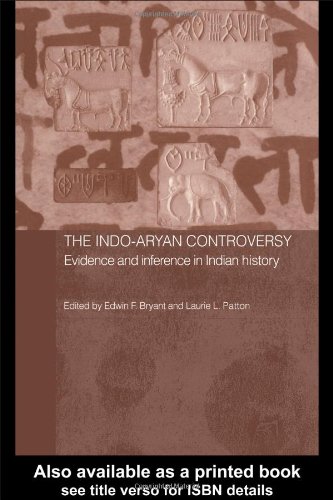 THE INDO-ARYAN CONTROVERSY
Evidence and inference in Indian history
Edited by Edwin F. Bryant and Laurie L. Patton
Also available as a printed book
see title verso for ISBN details